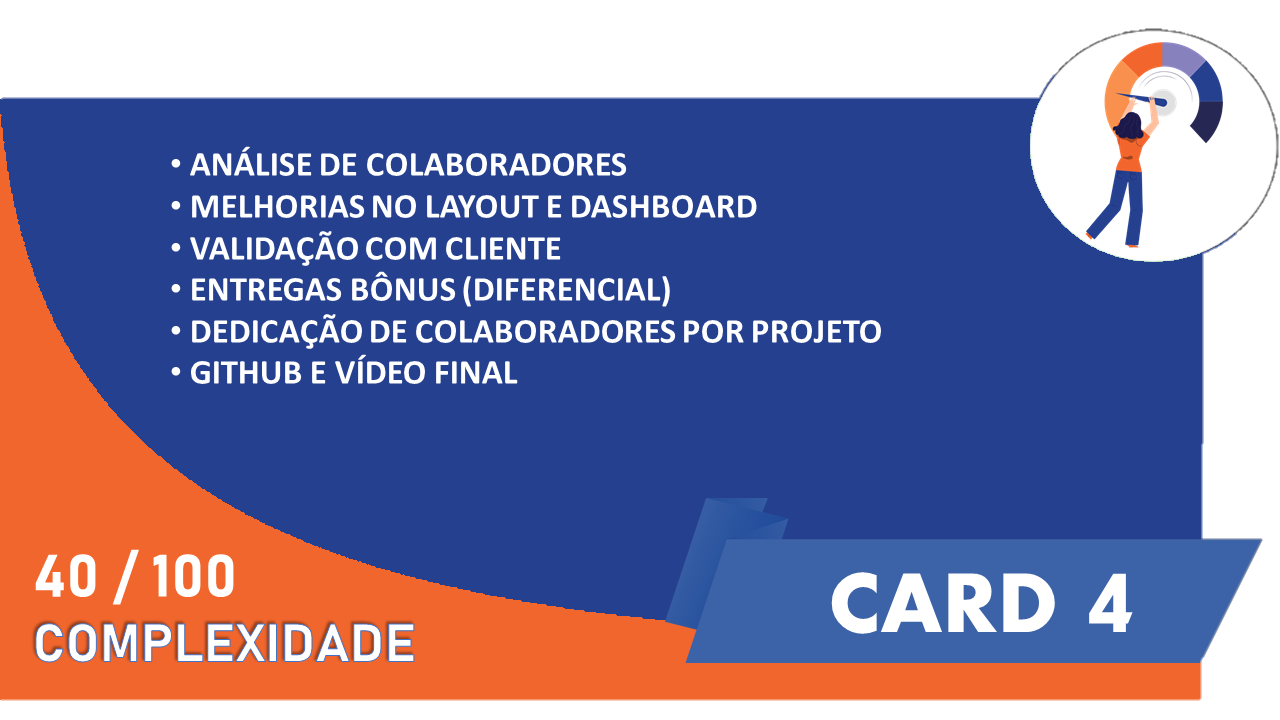 • ANÁLISE DE COLABORADORES
• MELHORIAS NO LAYOUT E DASHBOARD
• VALIDAÇÃO COM CLIENTE
• ENTREGAS BÔNUS (DIFERENCIAL)
• DEDICAÇÃO DE COLABORADORES POR PROJETO
• GITHUB E VÍDEO FINAL
40 / 100
COMPLEXIDADE
CARD 4